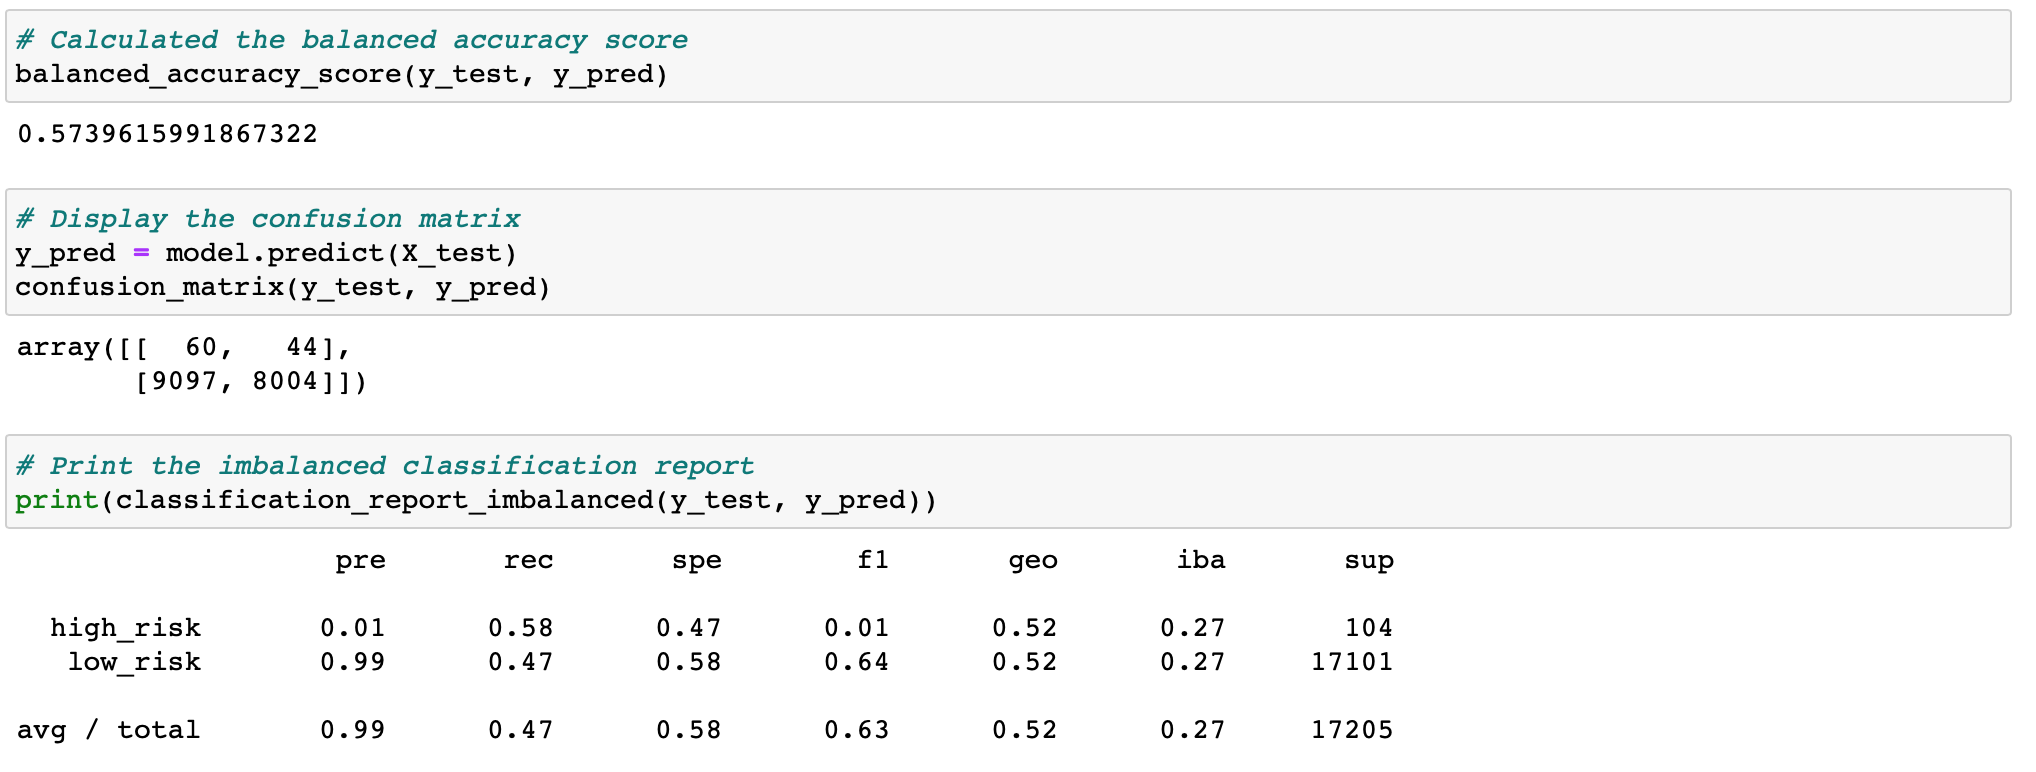 # Calculated the balanced accuracy score
balanced_accuracy_score(y_test, y_pred)
0.5739615991867322
# Display the confusion matrix
y_pred = model.predict(X_test)
confusion_matrix(y_test, y_pred)
array([[  60,   44],
       [9097, 8004]])
# Print the imbalanced classification report
print(classification_report_imbalanced(y_test, y_pred))
                   pre       rec       spe        f1       geo       iba       sup
  high_risk       0.01      0.58      0.47      0.01      0.52      0.27       104
   low_risk       0.99      0.47      0.58      0.64      0.52      0.27     17101
avg / total       0.99      0.47      0.58      0.63      0.52      0.27     17205